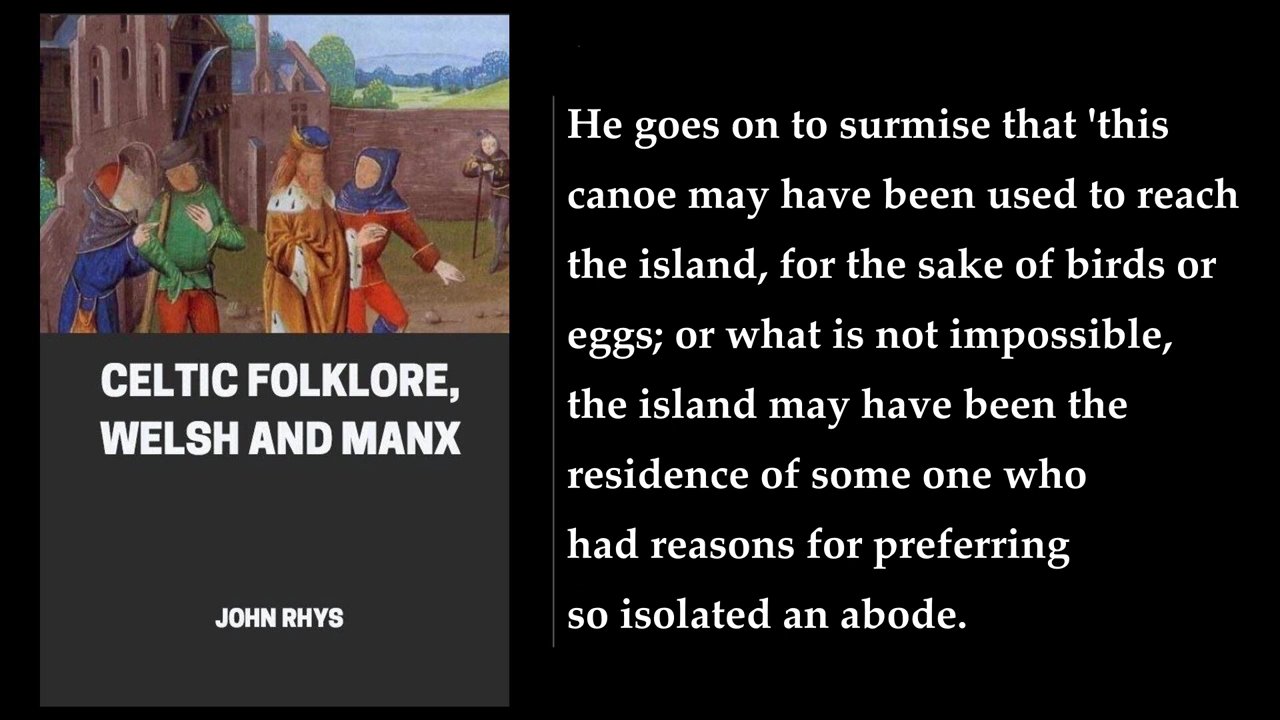 CELTIC FOLKLORE,
WELSH AND MANX
JOHN RHYS
He goes on to surmise that 'this
canoe may have been used to reach
the island, for the sake of birds or
eggs; or what is not impossible,
the island may have been the
residence of some one who
had reasons for preferring
so isolated an abode.